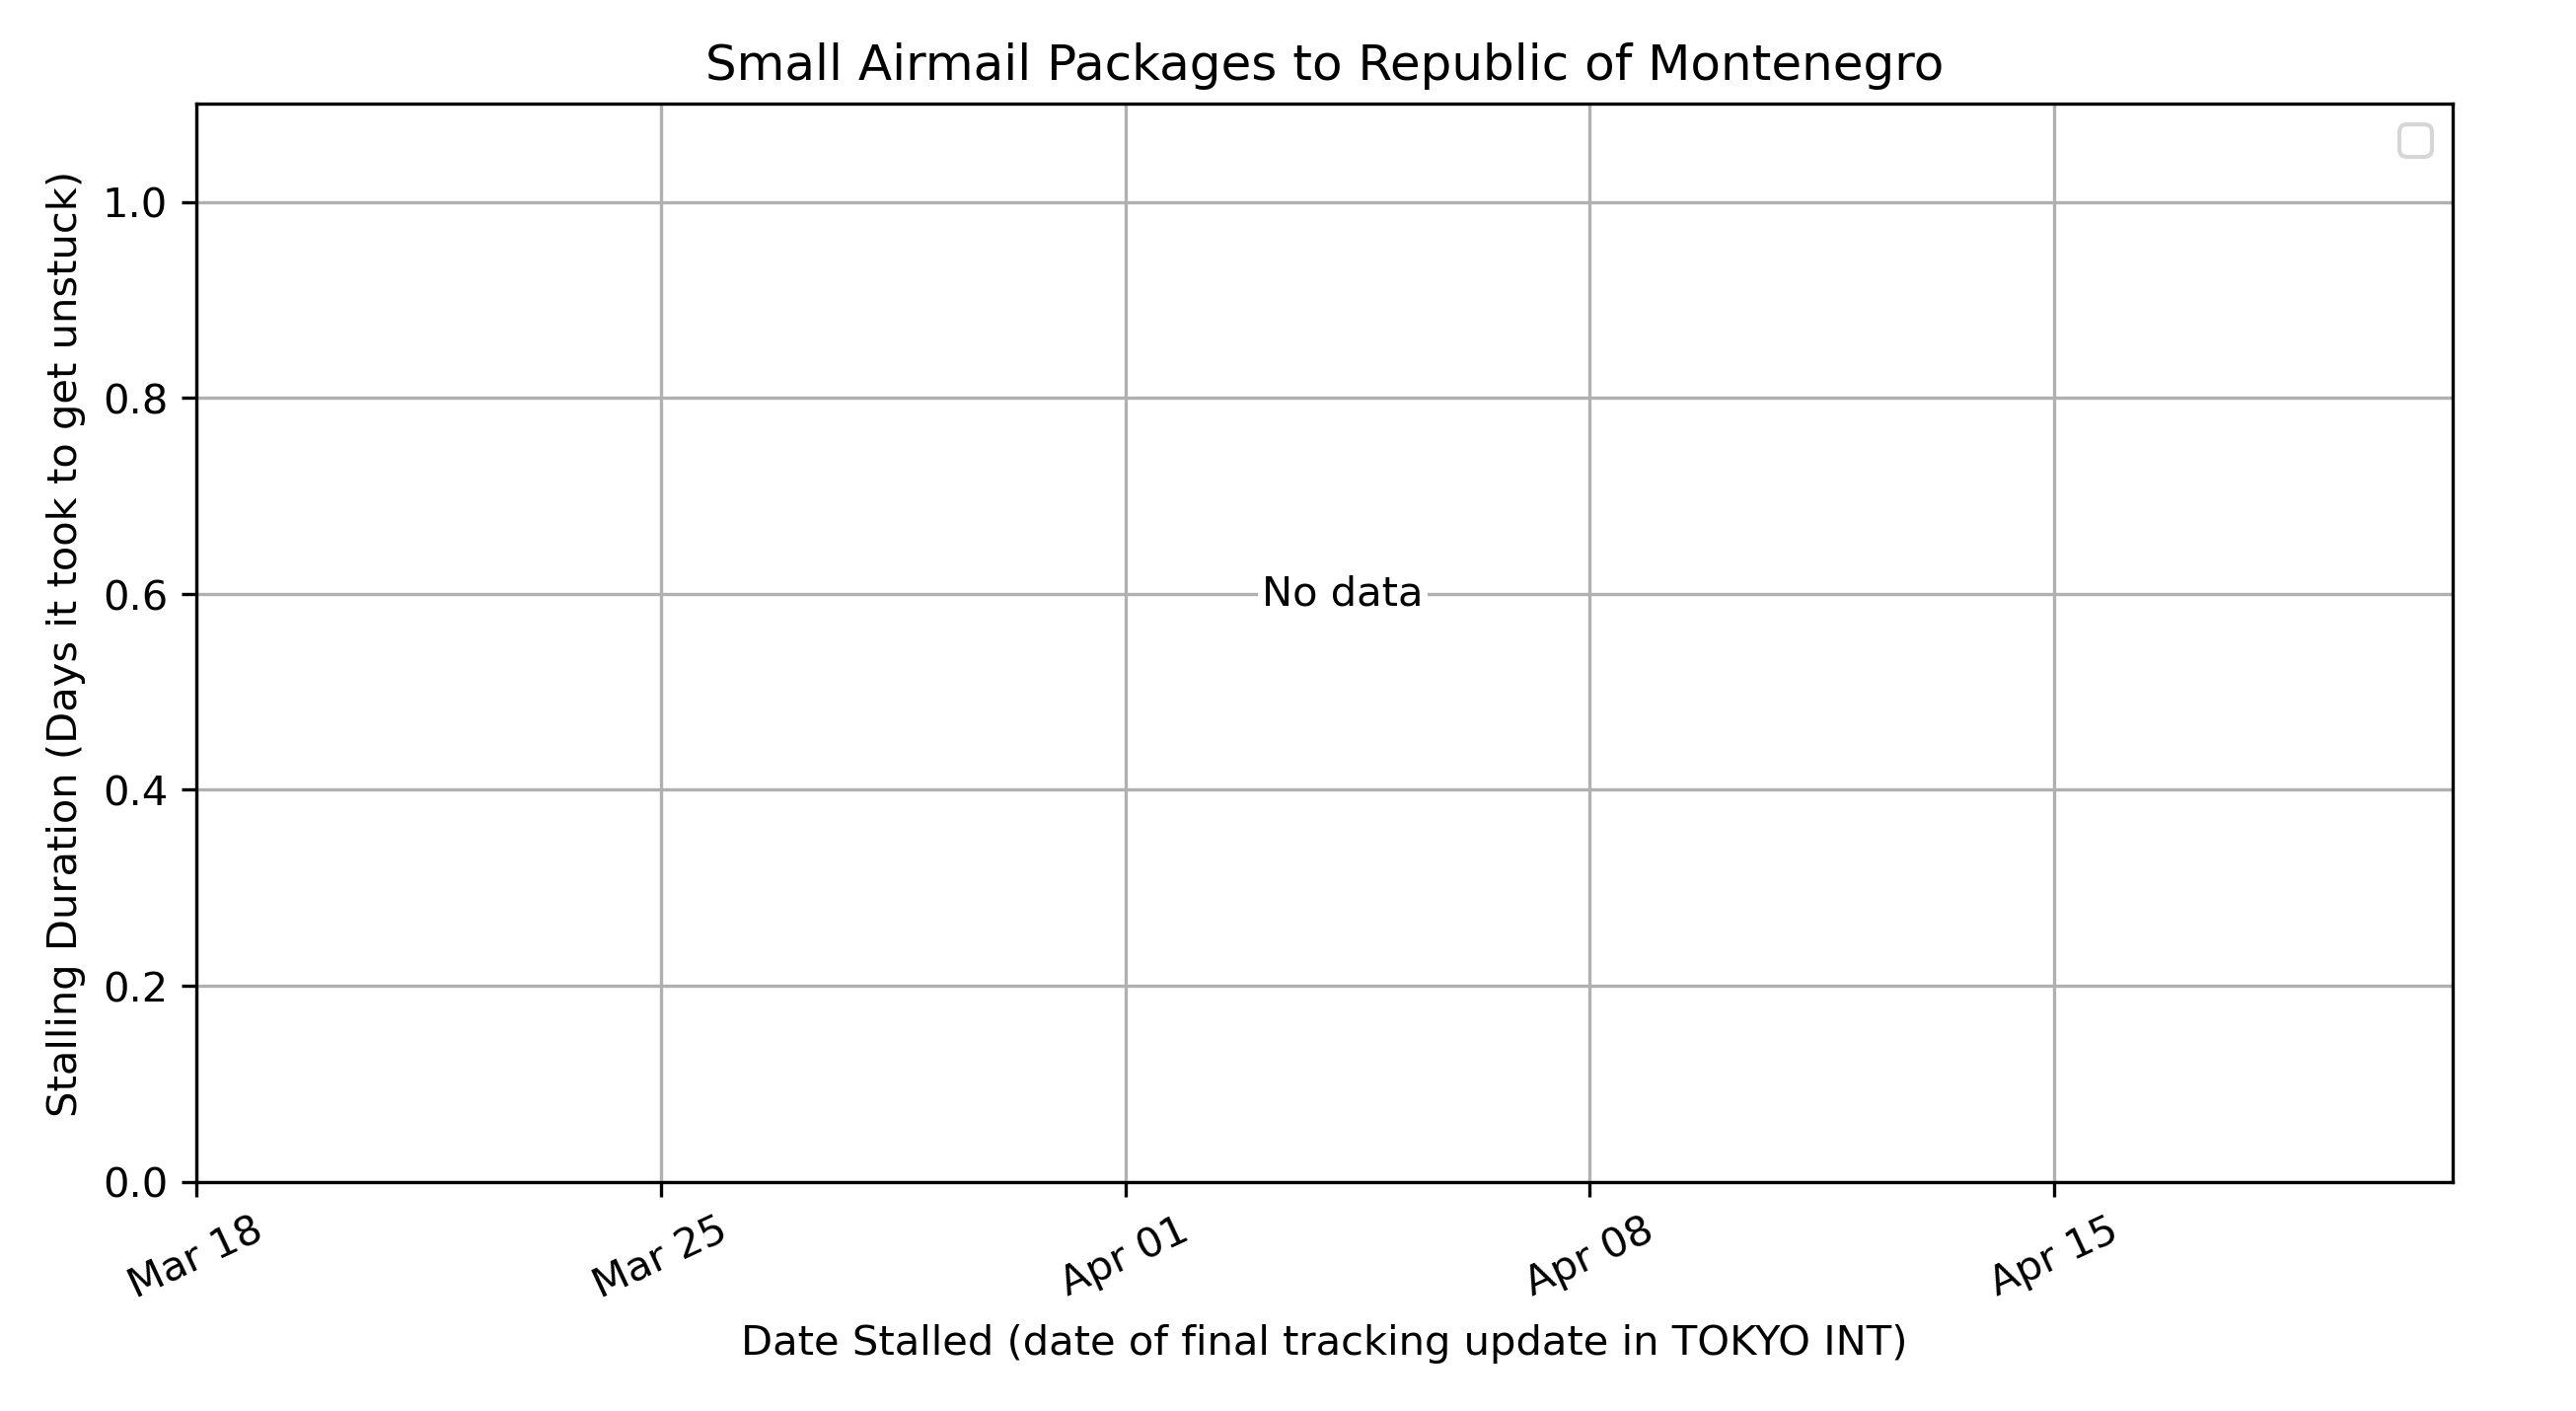 Small Airmail Packages to Republic of Montenegro
Stalling Duration (Days it took to get unstuck)
1.0
0.8
0.6
0.4
0.2
0.0
No data
Mar 18
Mar 25
Apr 01
Apr 08
Apr 15
Date Stalled (date of final tracking update in TOKYO INT)